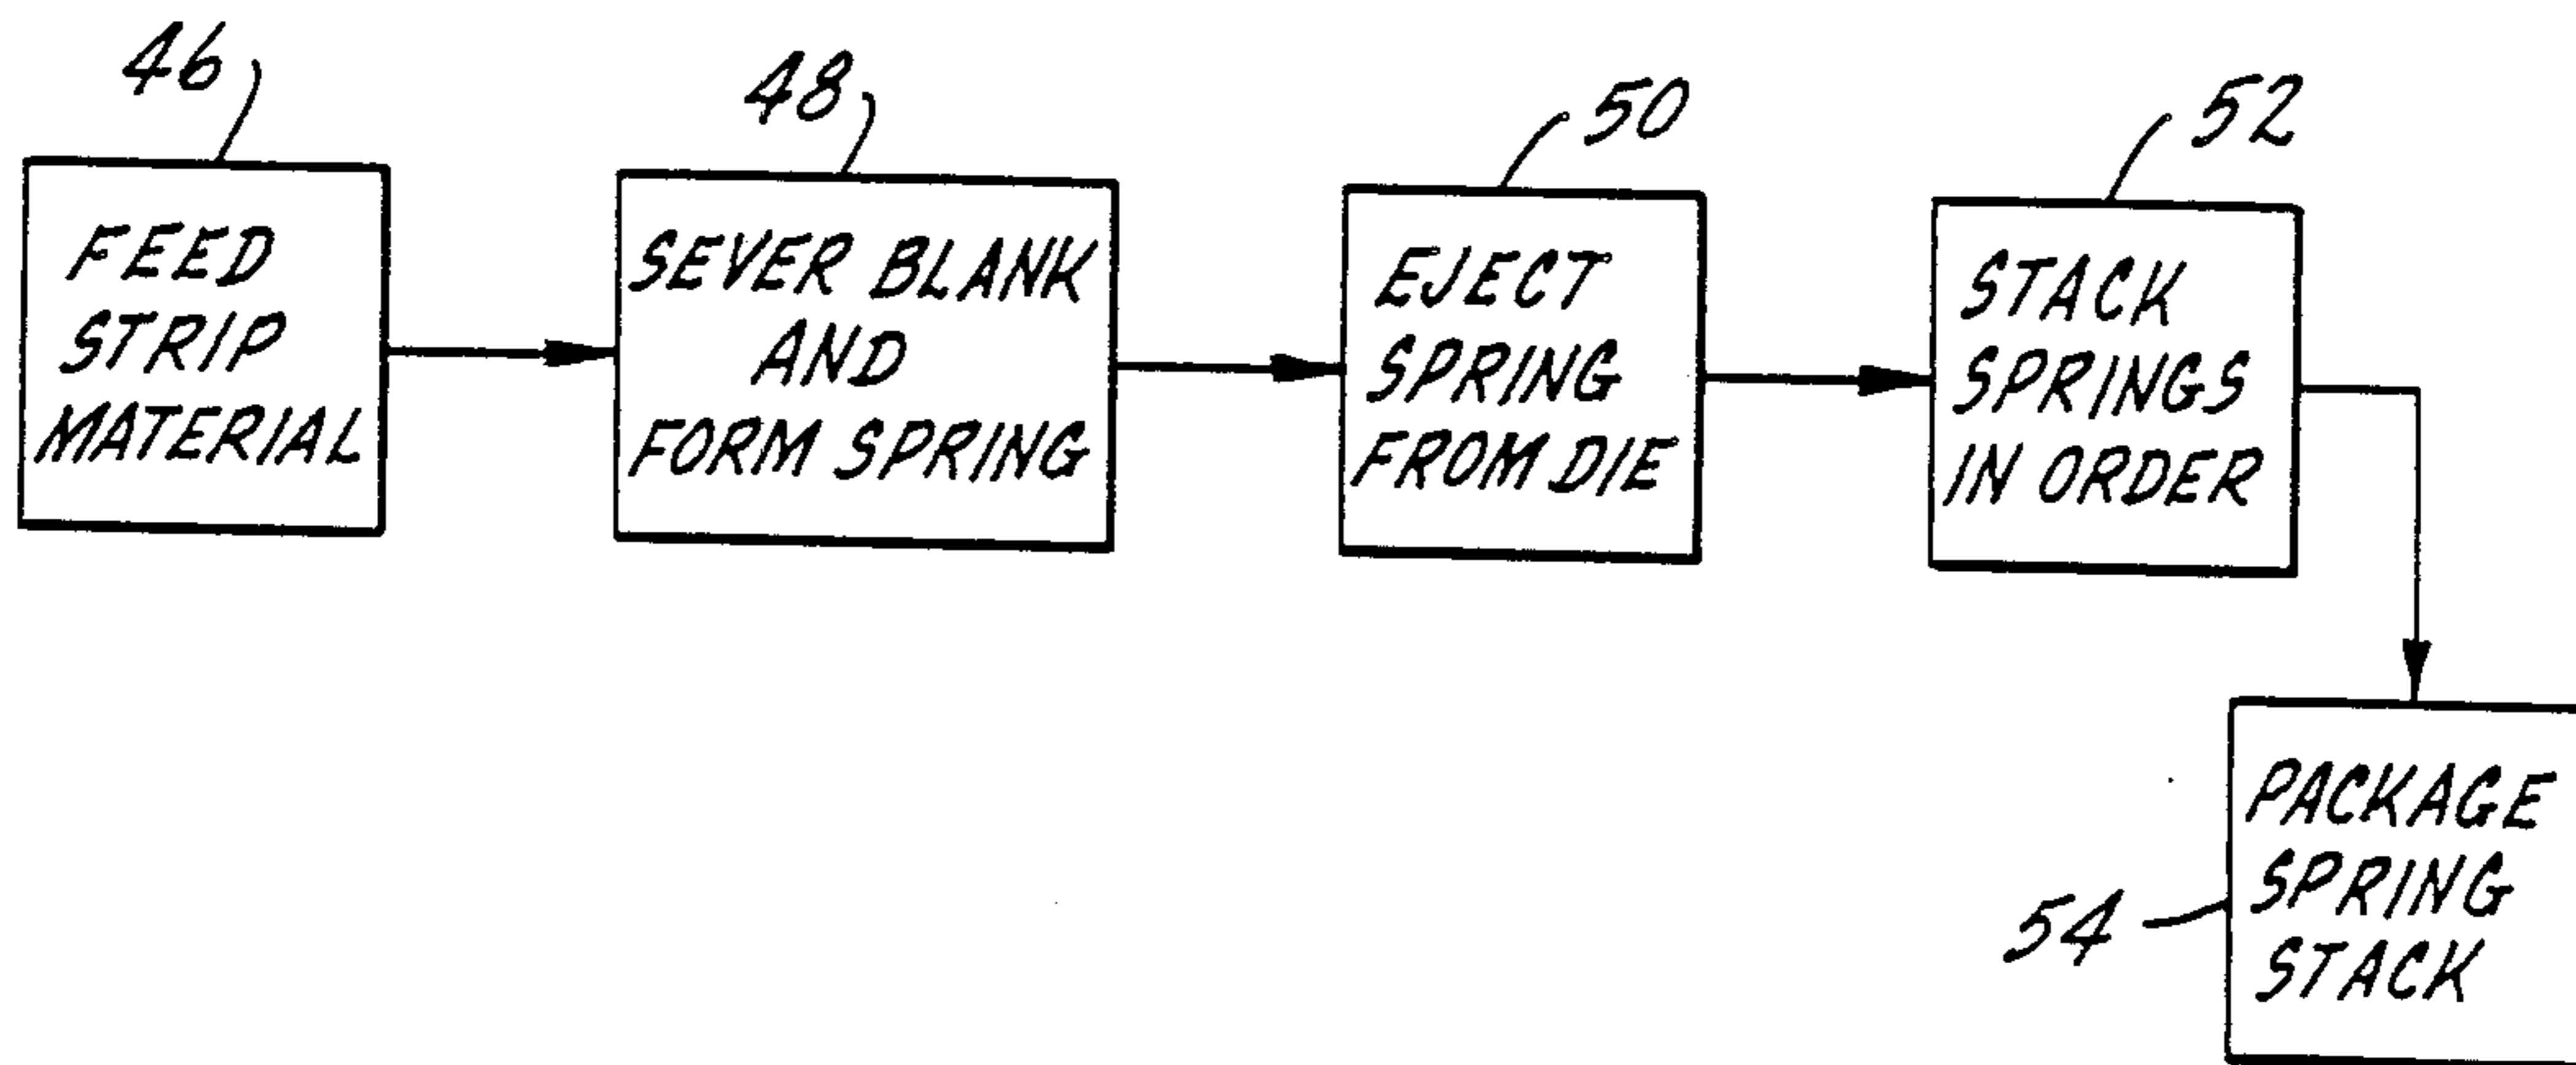 46
FEED
STRIP
MATERIAL
48
SEVER BLANK
AND
FORM SPRING
50
EJECT
SPRING
FROM DIE
52
STACK
SPRINGS
IN ORDER
54
PACKAGE
SPRING
STACK